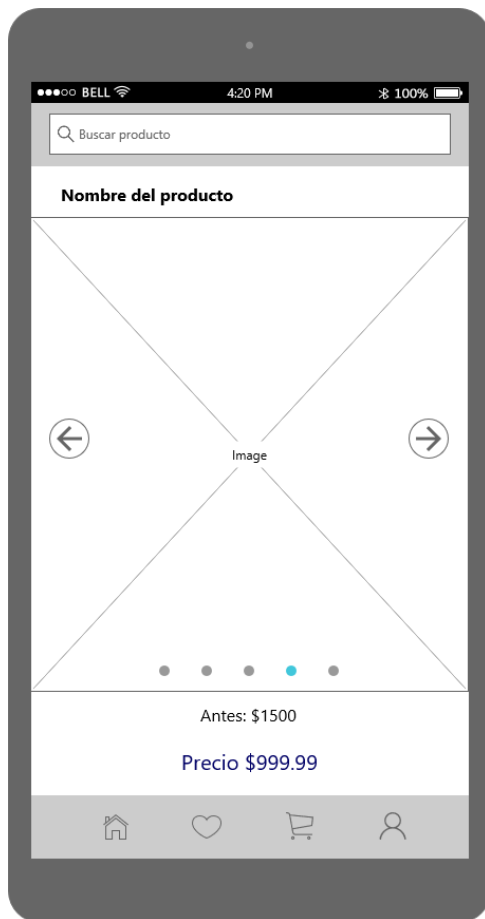 BELL 4:20 PM 100%
Buscar producto
Nombre del producto
Image
Antes: $1500
Precio $999.99